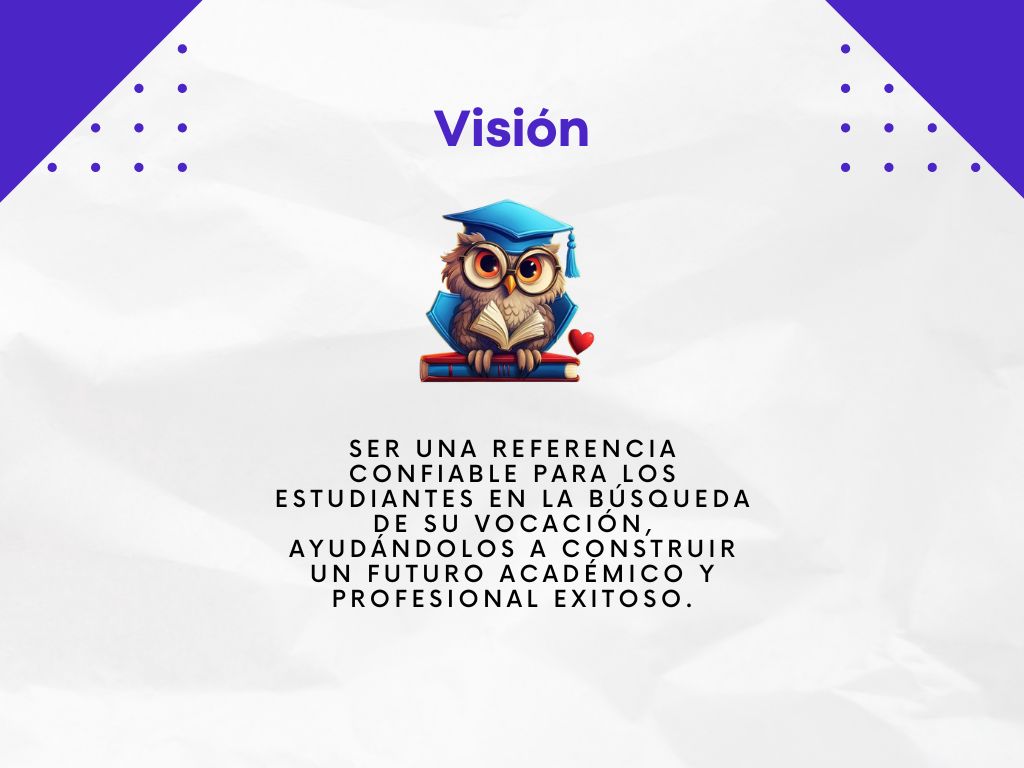 Visión
SER UNA REFERENCIA
CONFIABLE PARA LOS
ESTUDIANTES EN LA BÚSQUEDA
DE SU VOCACIÓN,
AYUDÁNDOLOS A CONSTRUIR
UN FUTURO ACADÉMICO Y
PROFESIONAL EXITOSO.